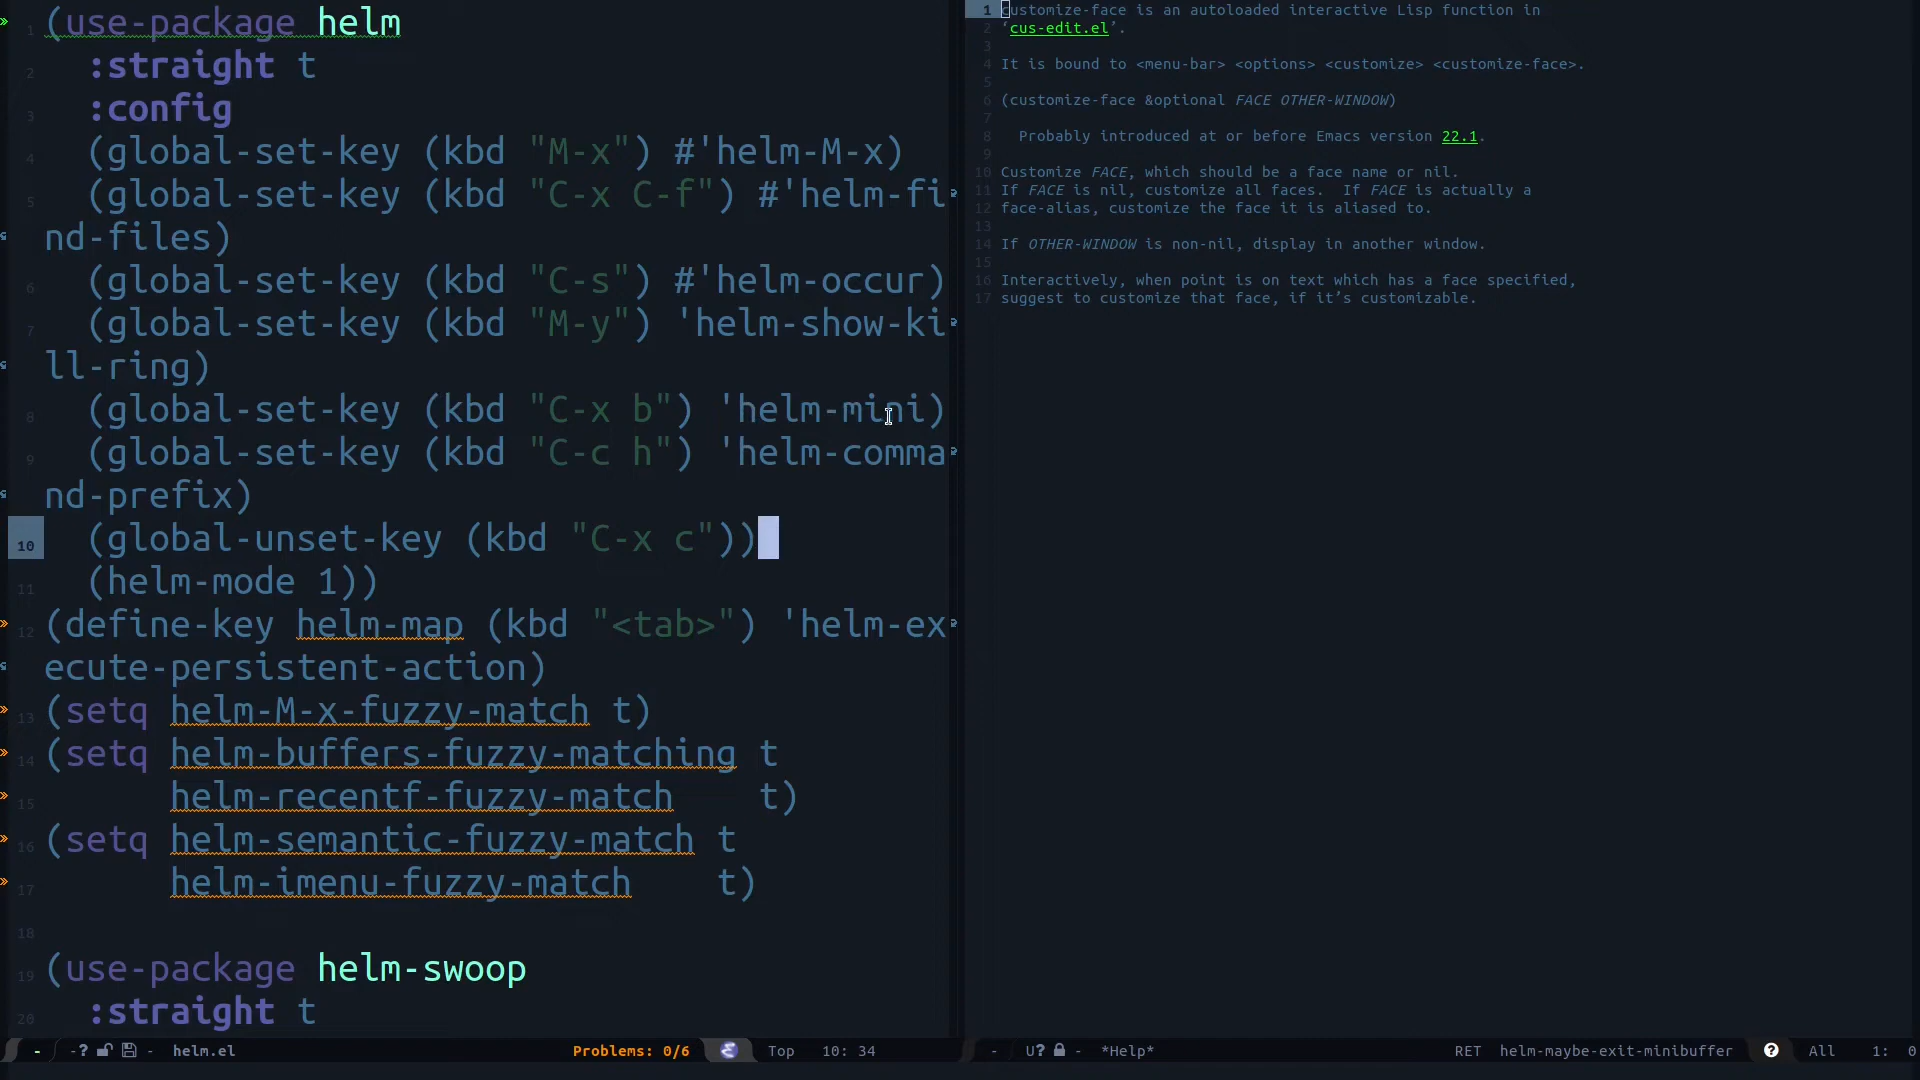 1 (use-package helm
2 :straight t
3 :config
4 (global-set-key (kbd "M-x") #'helm-M-x)
5 (global-set-key (kbd "C-x C-f") #'helm-fi
nd-files)
6 (global-set-key (kbd "C-s") #'helm-occur)
7 (global-set-key (kbd "M-y") 'helm-show-ki
ll-ring)
8 (global-set-key (kbd "C-x b") 'helm-mini)
9 (global-set-key (kbd "C-c h") 'helm-comma
nd-prefix)
10 (global-unset-key (kbd "C-x c"))
11 (helm-mode 1))
12 (define-key helm-map (kbd "<tab>") 'helm-ex
ecute-persistent-action)
13 (setq helm-M-x-fuzzy-match t)
14 (setq helm-buffers-fuzzy-matching t
15 helm-recentf-fuzzy-match t)
16 (setq helm-semantic-fuzzy-match t
17 helm-imenu-fuzzy-match t)
18
19 (use-package helm-swoop
20 :straight t
- -? - helm.el Problems: 0/6 Top 10: 34
1 customize-face is an autoloaded interactive Lisp function in
2 ‘cus-edit.el’.
3
4 It is bound to <menu-bar> <options> <customize> <customize-face>.
5
6 (customize-face &optional FACE OTHER-WINDOW)
7
8 Probably introduced at or before Emacs version 22.1.
9
10 Customize FACE, which should be a face name or nil.
11 If FACE is nil, customize all faces. If FACE is actually a
12 face-alias, customize the face it is aliased to.
13
14 If OTHER-WINDOW is non-nil, display in another window.
15
16 Interactively, when point is on text which has a face specified,
17 suggest to customize that face, if it’s customizable.
- U? - *Help* RET helm-maybe-exit-minibuffer ? All 1: 0